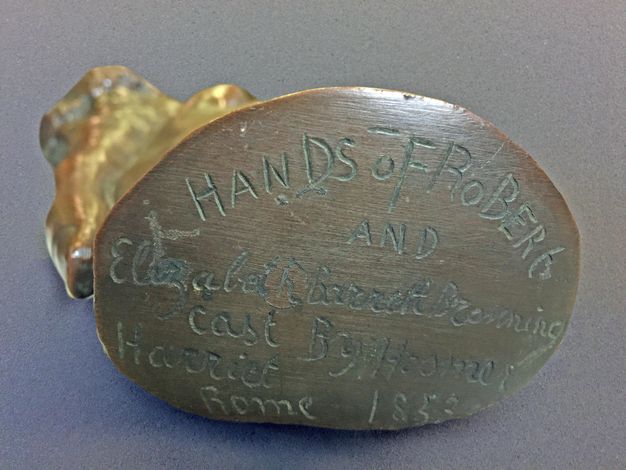 HANDS oF RoBERt
AND
Elizabeth Barrett Browning
Cast By Hosmer
Harriet
Rome 1853